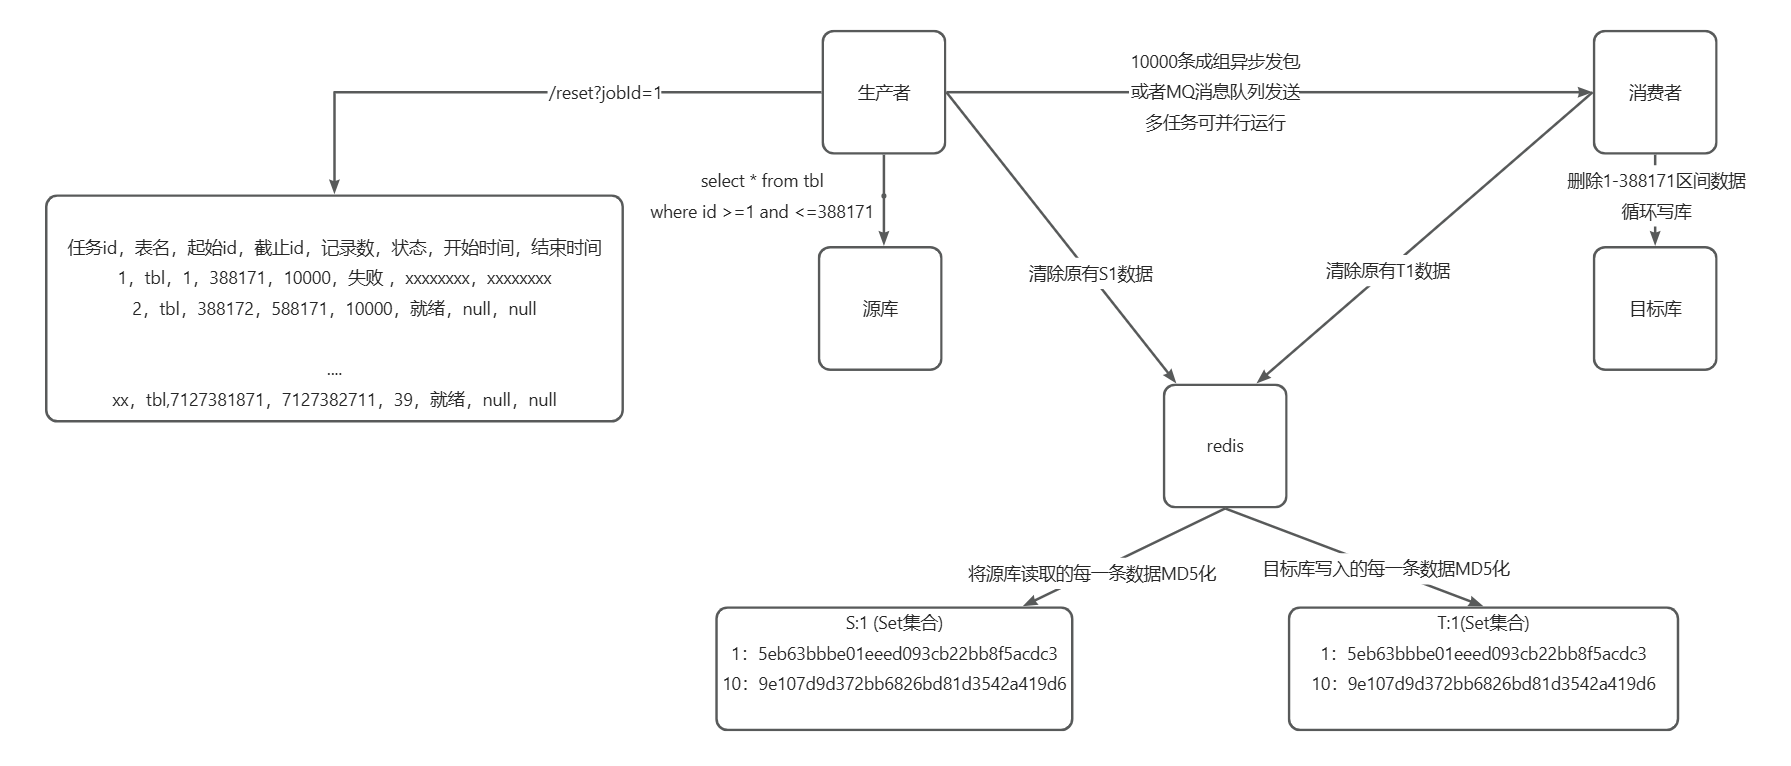 生产者
10000条成组异步发包
或者MQ消息队列发送
多任务可并行运行
消费者
/reset?jobId=1
select * from tbl
where id >=1 and <=388171
删除1-388171区间数据
循环写库
任务id，表名，起始id，截止id，记录数，状态，开始时间，结束时间
1，tbl，1，388171，10000，失败 ，xxxxxxxx，xxxxxxxx
2，tbl，388172，588171，10000，就绪，null，null
....
xx，tbl,7127381871，7127382711，39，就绪，null，null
源库
清除原有S1数据
清除原有T1数据
目标库
redis
将源库读取的每一条数据MD5化
目标库写入的每一条数据MD5化
S:1 (Set集合)
1：5eb63bbbe01eeed093cb22bb8f5acdc3
10：9e107d9d372bb6826bd81d3542a419d6
T:1(Set集合)
1：5eb63bbbe01eeed093cb22bb8f5acdc3
10：9e107d9d372bb6826bd81d3542a419d6